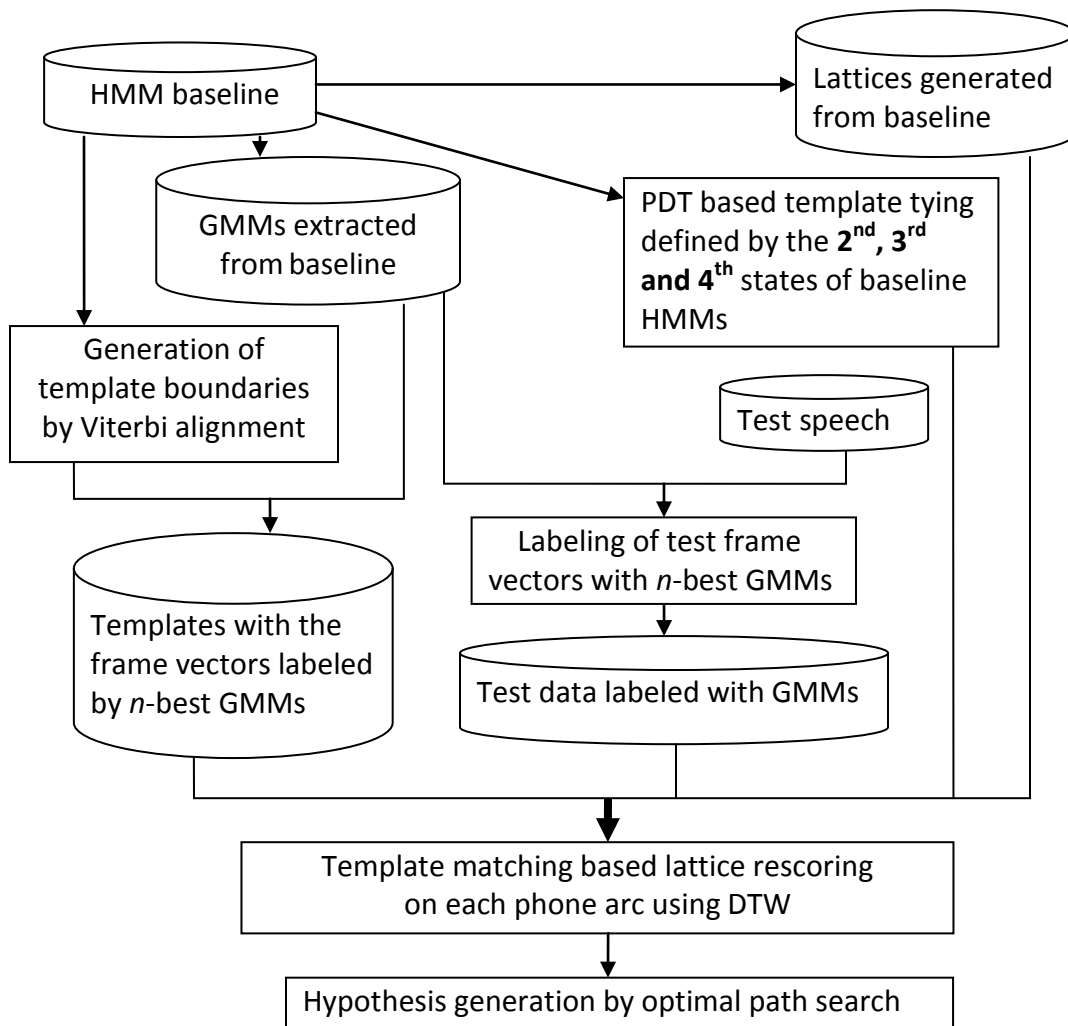 HMM baseline
Lattices generated
from baseline
GMMs extracted
from baseline
PDT based template tying
defined by the 2nd, 3rd
and 4th states of baseline
HMMs
Generation of
template boundaries
by Viterbi alignment
Test speech
Labeling of test frame
vectors with n-best GMMs
Templates with the
frame vectors labeled
by n-best GMMs
Test data labeled with GMMs
Template matching based lattice rescoring
on each phone arc using DTW
Hypothesis generation by optimal path search